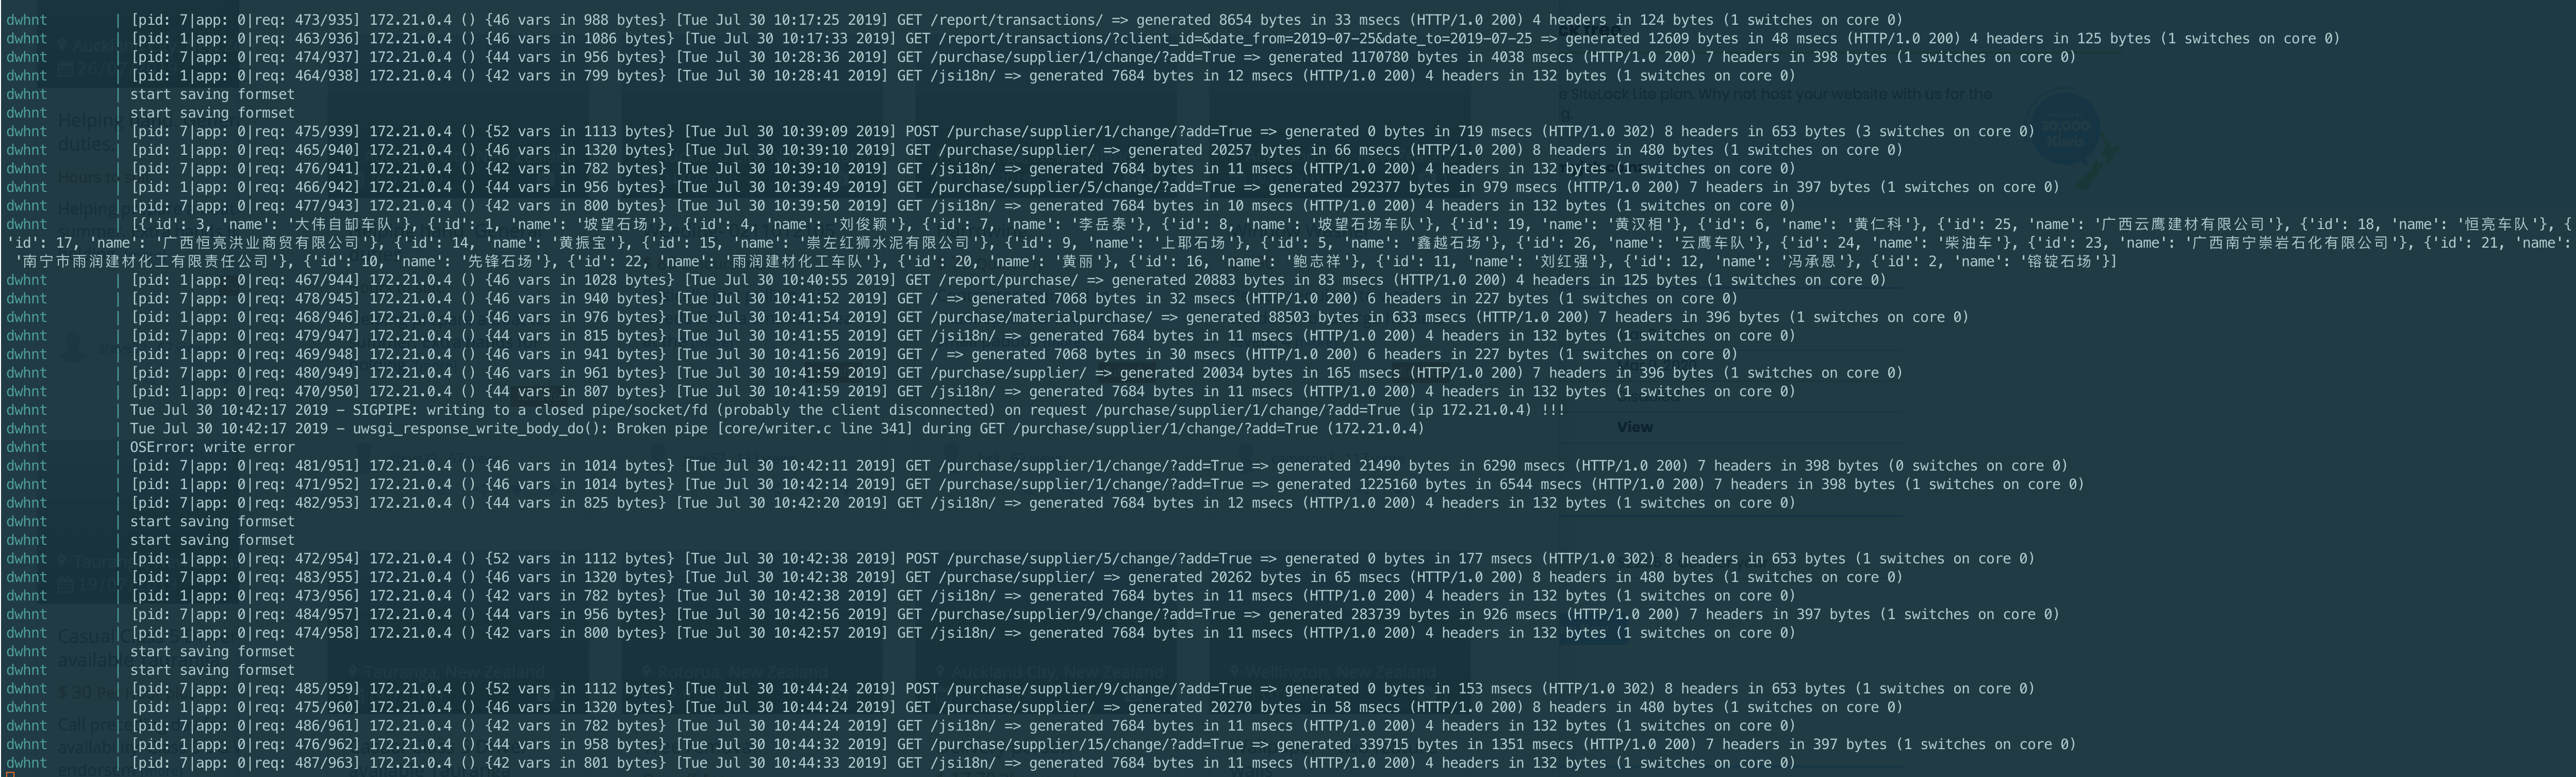 dwhnt | [pid: 7|app: 0|req: 473/935] 172.21.0.4 () {46 vars in 988 bytes} [Tue Jul 30 10:17:25 2019] GET /report/transactions/ => generated 8654 bytes in 33 msecs (HTTP/1.0 200) 4 headers in 124 bytes (1 switches on core 0)
dwhnt | [pid: 1|app: 0|req: 463/936] 172.21.0.4 () {46 vars in 1086 bytes} [Tue Jul 30 10:17:33 2019] GET /report/transactions/?client_id=&date_from=2019-07-25&date_to=2019-07-25 => generated 12609 bytes in 48 msecs (HTTP/1.0 200) 4 headers in 125 bytes (1 switches on core 0)
dwhnt | [pid: 7|app: 0|req: 474/937] 172.21.0.4 () {44 vars in 956 bytes} [Tue Jul 30 10:28:36 2019] GET /purchase/supplier/1/change/?add=True => generated 1170780 bytes in 4038 msecs (HTTP/1.0 200) 7 headers in 398 bytes (1 switches on core 0)
dwhnt | [pid: 1|app: 0|req: 464/938] 172.21.0.4 () {42 vars in 799 bytes} [Tue Jul 30 10:28:41 2019] GET /jsi18n/ => generated 7684 bytes in 12 msecs (HTTP/1.0 200) 4 headers in 132 bytes (1 switches on core 0)
dwhnt | start saving formset
dwhnt | start saving formset
dwhnt | [pid: 7|app: 0|req: 475/939] 172.21.0.4 () {52 vars in 1113 bytes} [Tue Jul 30 10:39:09 2019] POST /purchase/supplier/1/change/?add=True => generated 0 bytes in 719 msecs (HTTP/1.0 302) 8 headers in 653 bytes (3 switches on core 0)
dwhnt | [pid: 1|app: 0|req: 465/940] 172.21.0.4 () {46 vars in 1320 bytes} [Tue Jul 30 10:39:10 2019] GET /purchase/supplier/ => generated 20257 bytes in 66 msecs (HTTP/1.0 200) 8 headers in 480 bytes (1 switches on core 0)
dwhnt | [pid: 7|app: 0|req: 476/941] 172.21.0.4 () {42 vars in 782 bytes} [Tue Jul 30 10:39:10 2019] GET /jsi18n/ => generated 7684 bytes in 11 msecs (HTTP/1.0 200) 4 headers in 132 bytes (1 switches on core 0)
dwhnt | [pid: 1|app: 0|req: 466/942] 172.21.0.4 () {44 vars in 956 bytes} [Tue Jul 30 10:39:49 2019] GET /purchase/supplier/5/change/?add=True => generated 292377 bytes in 979 msecs (HTTP/1.0 200) 7 headers in 397 bytes (1 switches on core 0)
dwhnt | [pid: 7|app: 0|req: 477/943] 172.21.0.4 () {42 vars in 800 bytes} [Tue Jul 30 10:39:50 2019] GET /jsi18n/ => generated 7684 bytes in 10 msecs (HTTP/1.0 200) 4 headers in 132 bytes (1 switches on core 0)
dwhnt | [{'id': 3, 'name': '大伟自卸车队'}, {'id': 1, 'name': '坡望石场'}, {'id': 4, 'name': '刘俊颖'}, {'id': 7, 'name': '李岳泰'}, {'id': 8, 'name': '坡望石场车队'}, {'id': 19, 'name': '黄汉相'}, {'id': 6, 'name': '黄仁科'}, {'id': 25, 'name': '广西云鹰建材有限公司'}, {'id': 18, 'name': '恒亮车队'}, {
'id': 17, 'name': '广西恒亮洪业商贸有限公司'}, {'id': 14, 'name': '黄振宝'}, {'id': 15, 'name': '崇左红狮水泥有限公司'}, {'id': 9, 'name': '上耶石场'}, {'id': 5, 'name': '鑫越石场'}, {'id': 26, 'name': '云鹰车队'}, {'id': 24, 'name': '柴油车'}, {'id': 23, 'name': '广西南宁崇岩石化有限公司'}, {'id': 21, 'name':
'南宁市雨润建材化工有限责任公司'}, {'id': 10, 'name': '先锋石场'}, {'id': 22, 'name': '雨润建材化工车队'}, {'id': 20, 'name': '黄丽'}, {'id': 16, 'name': '鲍志祥'}, {'id': 11, 'name': '刘红强'}, {'id': 12, 'name': '冯承恩'}, {'id': 2, 'name': '镕锭石场'}]
dwhnt | [pid: 1|app: 0|req: 467/944] 172.21.0.4 () {46 vars in 1028 bytes} [Tue Jul 30 10:40:55 2019] GET /report/purchase/ => generated 20883 bytes in 83 msecs (HTTP/1.0 200) 4 headers in 125 bytes (1 switches on core 0)
dwhnt | [pid: 7|app: 0|req: 478/945] 172.21.0.4 () {46 vars in 940 bytes} [Tue Jul 30 10:41:52 2019] GET / => generated 7068 bytes in 32 msecs (HTTP/1.0 200) 6 headers in 227 bytes (1 switches on core 0)
dwhnt | [pid: 1|app: 0|req: 468/946] 172.21.0.4 () {46 vars in 976 bytes} [Tue Jul 30 10:41:54 2019] GET /purchase/materialpurchase/ => generated 88503 bytes in 633 msecs (HTTP/1.0 200) 7 headers in 396 bytes (1 switches on core 0)
dwhnt | [pid: 7|app: 0|req: 479/947] 172.21.0.4 () {44 vars in 815 bytes} [Tue Jul 30 10:41:55 2019] GET /jsi18n/ => generated 7684 bytes in 11 msecs (HTTP/1.0 200) 4 headers in 132 bytes (1 switches on core 0)
dwhnt | [pid: 1|app: 0|req: 469/948] 172.21.0.4 () {46 vars in 941 bytes} [Tue Jul 30 10:41:56 2019] GET / => generated 7068 bytes in 30 msecs (HTTP/1.0 200) 6 headers in 227 bytes (1 switches on core 0)
dwhnt | [pid: 7|app: 0|req: 480/949] 172.21.0.4 () {46 vars in 961 bytes} [Tue Jul 30 10:41:59 2019] GET /purchase/supplier/ => generated 20034 bytes in 165 msecs (HTTP/1.0 200) 7 headers in 396 bytes (1 switches on core 0)
dwhnt | [pid: 1|app: 0|req: 470/950] 172.21.0.4 () {44 vars in 807 bytes} [Tue Jul 30 10:41:59 2019] GET /jsi18n/ => generated 7684 bytes in 11 msecs (HTTP/1.0 200) 4 headers in 132 bytes (1 switches on core 0)
dwhnt | Tue Jul 30 10:42:17 2019 - SIGPIPE: writing to a closed pipe/socket/fd (probably the client disconnected) on request /purchase/supplier/1/change/?add=True (ip 172.21.0.4) !!!
dwhnt | Tue Jul 30 10:42:17 2019 - uwsgi_response_write_body_do(): Broken pipe [core/writer.c line 341] during GET /purchase/supplier/1/change/?add=True (172.21.0.4)
dwhnt | OSError: write error
dwhnt | [pid: 7|app: 0|req: 481/951] 172.21.0.4 () {46 vars in 1014 bytes} [Tue Jul 30 10:42:11 2019] GET /purchase/supplier/1/change/?add=True => generated 21490 bytes in 6290 msecs (HTTP/1.0 200) 7 headers in 398 bytes (0 switches on core 0)
dwhnt | [pid: 1|app: 0|req: 471/952] 172.21.0.4 () {46 vars in 1014 bytes} [Tue Jul 30 10:42:14 2019] GET /purchase/supplier/1/change/?add=True => generated 1225160 bytes in 6544 msecs (HTTP/1.0 200) 7 headers in 398 bytes (1 switches on core 0)
dwhnt | [pid: 7|app: 0|req: 482/953] 172.21.0.4 () {44 vars in 825 bytes} [Tue Jul 30 10:42:20 2019] GET /jsi18n/ => generated 7684 bytes in 12 msecs (HTTP/1.0 200) 4 headers in 132 bytes (1 switches on core 0)
dwhnt | start saving formset
dwhnt | start saving formset
dwhnt | [pid: 1|app: 0|req: 472/954] 172.21.0.4 () {52 vars in 1112 bytes} [Tue Jul 30 10:42:38 2019] POST /purchase/supplier/5/change/?add=True => generated 0 bytes in 177 msecs (HTTP/1.0 302) 8 headers in 653 bytes (1 switches on core 0)
dwhnt | [pid: 7|app: 0|req: 483/955] 172.21.0.4 () {46 vars in 1320 bytes} [Tue Jul 30 10:42:38 2019] GET /purchase/supplier/ => generated 20262 bytes in 65 msecs (HTTP/1.0 200) 8 headers in 480 bytes (1 switches on core 0)
dwhnt | [pid: 1|app: 0|req: 473/956] 172.21.0.4 () {42 vars in 782 bytes} [Tue Jul 30 10:42:38 2019] GET /jsi18n/ => generated 7684 bytes in 11 msecs (HTTP/1.0 200) 4 headers in 132 bytes (1 switches on core 0)
dwhnt | [pid: 7|app: 0|req: 484/957] 172.21.0.4 () {44 vars in 956 bytes} [Tue Jul 30 10:42:56 2019] GET /purchase/supplier/9/change/?add=True => generated 283739 bytes in 926 msecs (HTTP/1.0 200) 7 headers in 397 bytes (1 switches on core 0)
dwhnt | [pid: 1|app: 0|req: 474/958] 172.21.0.4 () {42 vars in 800 bytes} [Tue Jul 30 10:42:57 2019] GET /jsi18n/ => generated 7684 bytes in 11 msecs (HTTP/1.0 200) 4 headers in 132 bytes (1 switches on core 0)
dwhnt | start saving formset
dwhnt | start saving formset
dwhnt | [pid: 7|app: 0|req: 485/959] 172.21.0.4 () {52 vars in 1112 bytes} [Tue Jul 30 10:44:24 2019] POST /purchase/supplier/9/change/?add=True => generated 0 bytes in 153 msecs (HTTP/1.0 302) 8 headers in 653 bytes (1 switches on core 0)
dwhnt | [pid: 1|app: 0|req: 475/960] 172.21.0.4 () {46 vars in 1320 bytes} [Tue Jul 30 10:44:24 2019] GET /purchase/supplier/ => generated 20270 bytes in 58 msecs (HTTP/1.0 200) 8 headers in 480 bytes (1 switches on core 0)
dwhnt | [pid: 7|app: 0|req: 486/961] 172.21.0.4 () {42 vars in 782 bytes} [Tue Jul 30 10:44:24 2019] GET /jsi18n/ => generated 7684 bytes in 11 msecs (HTTP/1.0 200) 4 headers in 132 bytes (1 switches on core 0)
dwhnt | [pid: 1|app: 0|req: 476/962] 172.21.0.4 () {44 vars in 958 bytes} [Tue Jul 30 10:44:32 2019] GET /purchase/supplier/15/change/?add=True => generated 339715 bytes in 1351 msecs (HTTP/1.0 200) 7 headers in 397 bytes (1 switches on core 0)
dwhnt | [pid: 7|app: 0|req: 487/963] 172.21.0.4 () {42 vars in 801 bytes} [Tue Jul 30 10:44:33 2019] GET /jsi18n/ => generated 7684 bytes in 11 msecs (HTTP/1.0 200) 4 headers in 132 bytes (1 switches on core 0)